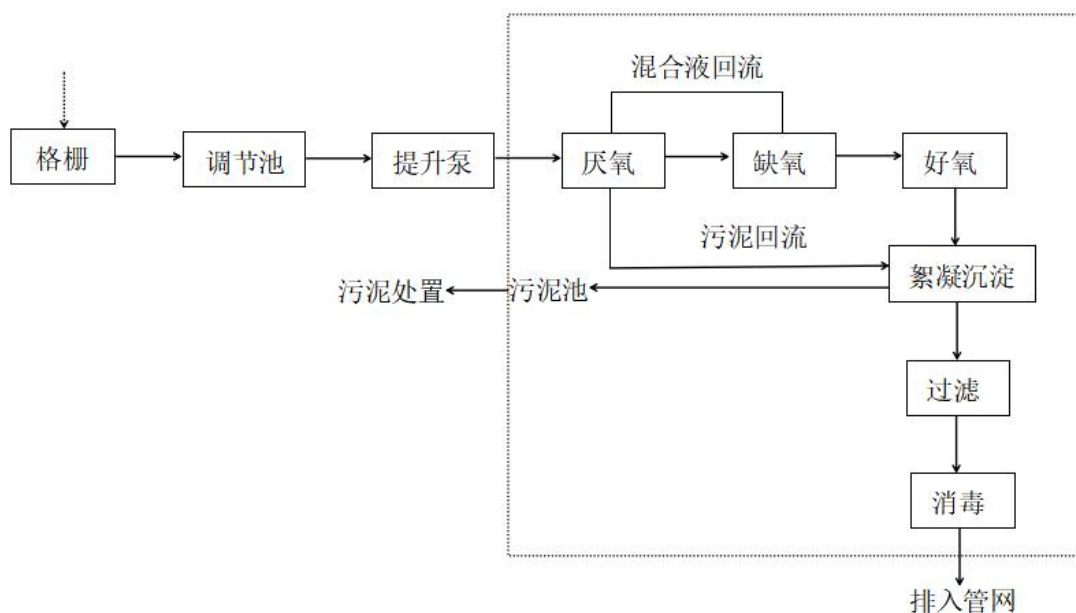 混合液回流
格栅
调节池
提升泵
厌氧
缺氧
好氧
污泥回流
絮凝沉淀
污泥处置
污泥池
过滤
消毒
排入管网